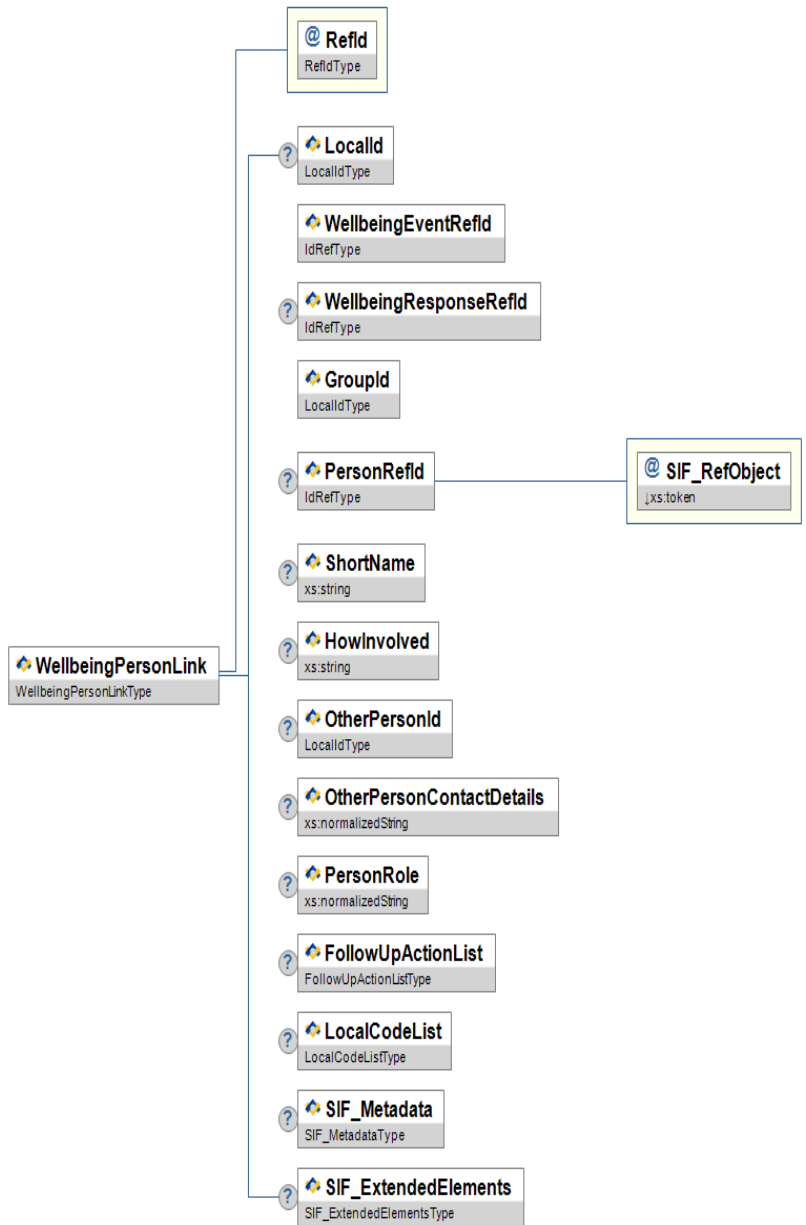 @ RefId
RefIdType
? LocalId
LocalIdType
WellbeingEventRefId
IdRefType
? WellbeingResponseRefId
IdRefType
GroupId
LocalIdType
? PersonRefId
IdRefType
@ SIF_RefObject
↓xs:token
? ShortName
xs:string
? HowInvolved
xs:string
WellbeingPersonLink
WellbeingPersonLinkType
? OtherPersonId
LocalIdType
? OtherPersonContactDetails
xs:normalizedString
? PersonRole
xs:normalizedString
? FollowUpActionList
FollowUpActionListType
? LocalCodeList
LocalCodeListType
? SIF_Metadata
SIF_MetadataType
? SIF_ExtendedElements
SIF_ExtendedElementsType